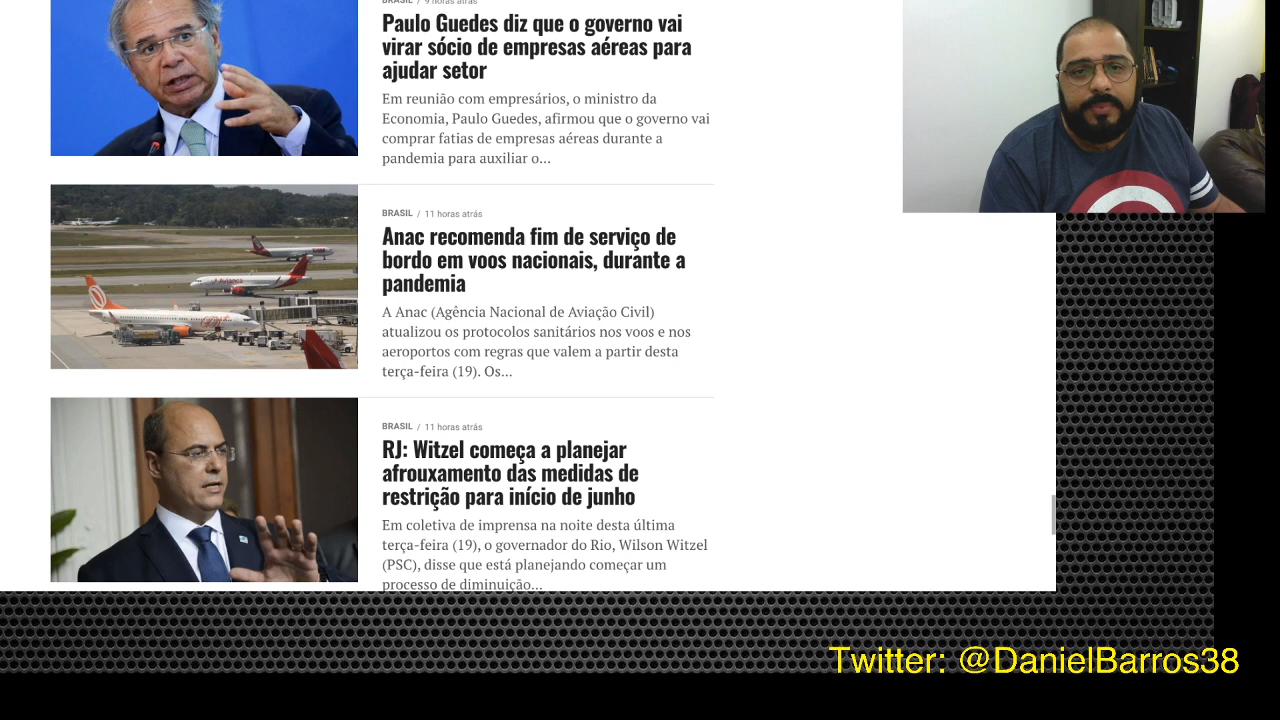 BRASIL / 9 horas atrás
Paulo Guedes diz que o governo vai
virar sócio de empresas aéreas para
ajudar setor
Em reunião com empresários, o ministro da
Economia, Paulo Guedes, afirmou que o governo vai
comprar fatias de empresas aéreas durante a
pandemia para auxiliar o...
BRASIL / 11 horas atrás
Anac recomenda fim de serviço de
bordo em voos nacionais, durante a
pandemia
A Anac (Agência Nacional de Aviação Civil)
atualizou os protocolos sanitários nos voos e nos
aeroportos com regras que valem a partir desta
terça-feira (19). Os...
BRASIL / 11 horas atrás
RJ: Witzel começa a planejar
afrouxamento das medidas de
restrição para início de junho
Em coletiva de imprensa na noite desta última
terça-feira (19), o governador do Rio, Wilson Witzel
(PSC), disse que está planejando começar um
processo de diminuição...
Twitter: @DanielBarros38